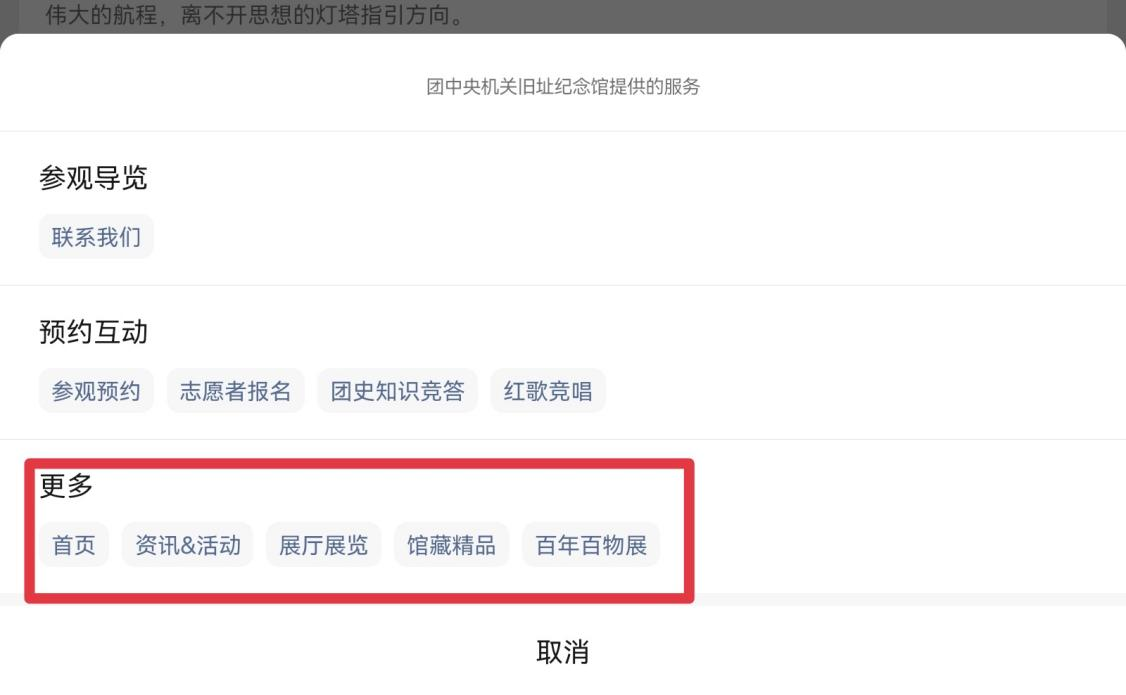 伟大的航程，离不开思想的灯塔指引方向。
团中央机关旧址纪念馆提供的服务
参观导览
联系我们
预约互动
参观预约 志愿者报名 团史知识竞答 红歌竞唱
更多
首页 资讯&活动 展厅展览 馆藏精品 百年百物展
取消